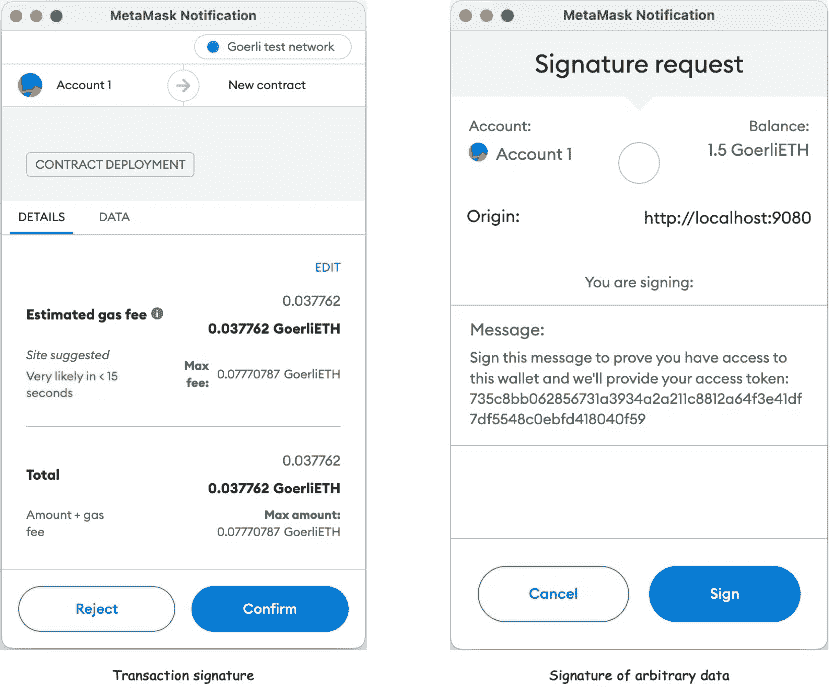 MetaMask Notification
Goerli test network
Account 1
New contract
CONTRACT DEPLOYMENT
DETAILS
DATA
EDIT
0.037762
Estimated gas fee
0.037762 GoerliETH
Site suggested
Very likely in < 15
seconds
Max
fee:
0.07770787 GoerliETH
0.037762
Total
0.037762 GoerliETH
Amount + gas
fee
Max amount:
0.07770787 GoerliETH
Reject
Confirm
Transaction signature
MetaMask Notification
Signature request
Account:
Account 1
Balance:
1.5 GoerliETH
Origin:
http://localhost:9080
You are signing:
Message:
Sign this message to prove you have access to
this wallet and we'll provide your access token:
735c8bb062856731a3934a2a211c8812a64f3e41df
7df5548c0ebfd418040f59
Cancel
Sign
Signature of arbitrary data